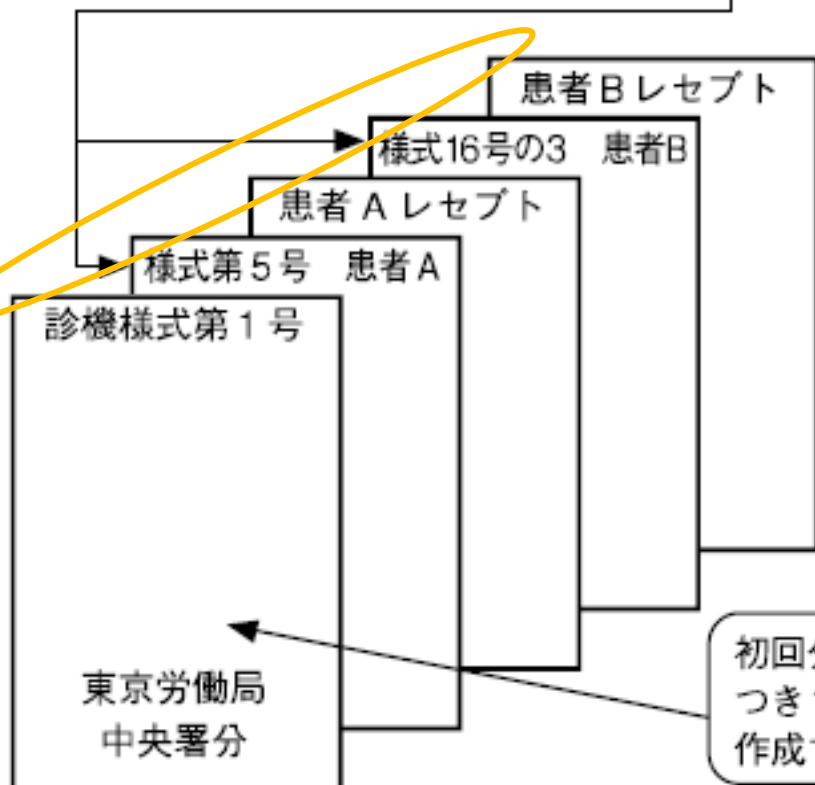 患者Bレセプト
様式16号の3 患者B
患者Aレセプト
様式第5号 患者A
診機様式第1号
東京労働局
中央署分
初回
つき
作成